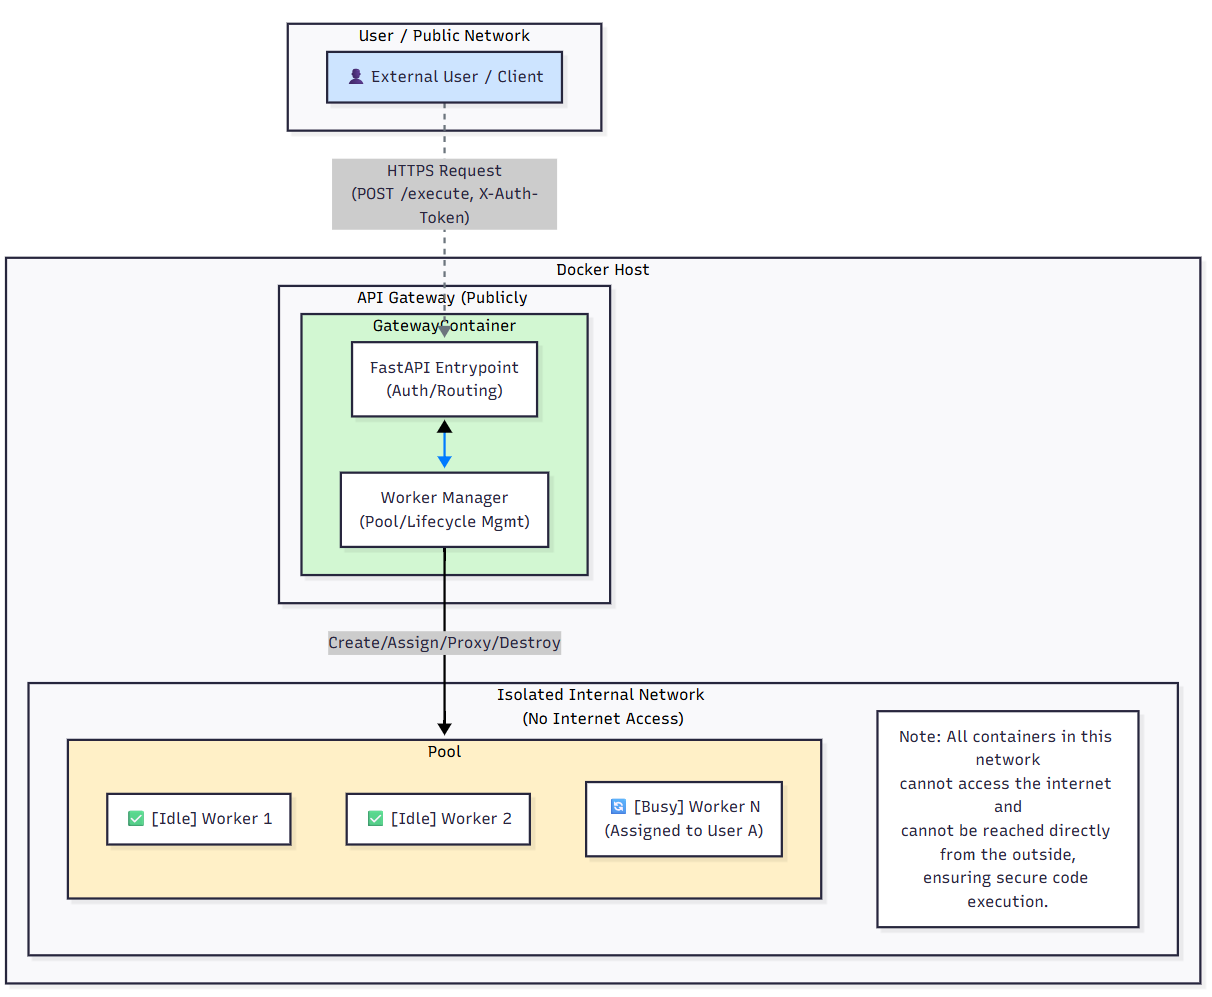 User / Public Network
External User / Client
HTTPS Request
(POST /execute, X-Auth-
Token)
Docker Host
API Gateway (Publicly
GatewayContainer
FastAPI Entrypoint
(Auth/Routing)
Worker Manager
(Pool/Lifecycle Mgmt)
Create/Assign/Proxy/Destroy
Isolated Internal Network
(No Internet Access)
Pool
[Idle] Worker 1
[Idle] Worker 2
[Busy] Worker N
(Assigned to User A)
Note: All containers in this
network
cannot access the internet
and
cannot be reached directly
from the outside,
ensuring secure code
execution.